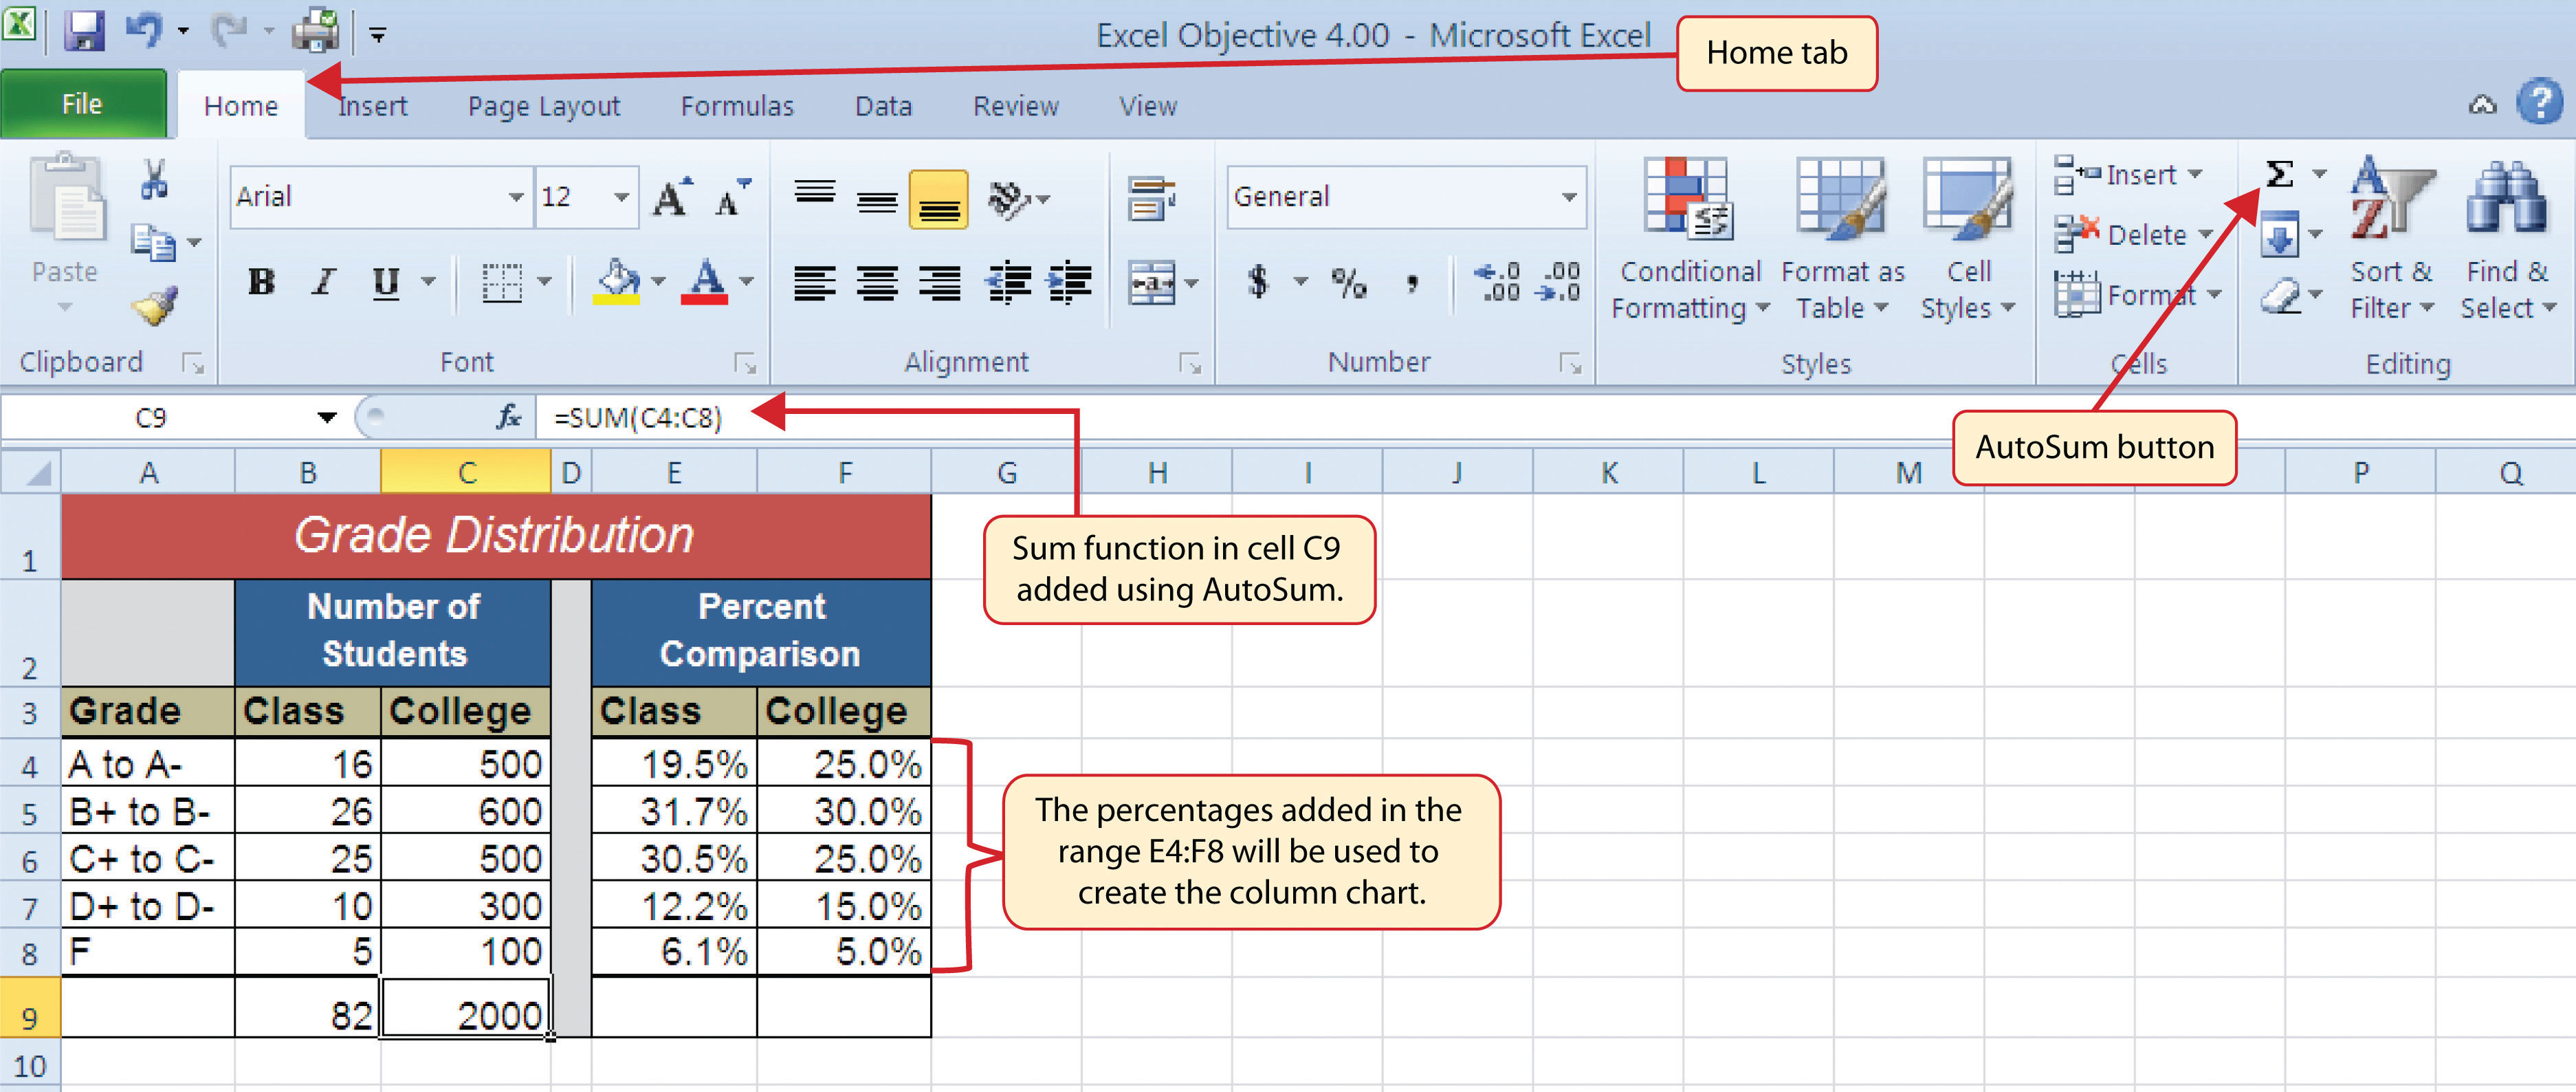 Excel Objective 4.00 - Microsoft Excel
Home tab
File Home Insert Page Layout Formulas Data Review View
Paste
Clipboard
Arial 12
B I U A
Font
Alignment
General
$ % , .0 .00 .00 .0
Number
Conditional Formatting
Format as Table
Cell Styles
Styles
Insert
Delete
Format
Cells
Σ
Sort & Filter
Find & Select
Editing
AutoSum button
C9 fx =SUM(C4:C8)
Sum function in cell C9
added using AutoSum.
A B C D E F G H I J K L M P Q
1 Grade Distribution
2 Number of Students Percent Comparison
3 Grade Class College Class College
4 A to A- 16 500 19.5% 25.0%
5 B+ to B- 26 600 31.7% 30.0%
6 C+ to C- 25 500 30.5% 25.0%
7 D+ to D- 10 300 12.2% 15.0%
8 F 5 100 6.1% 5.0%
9 82 2000
10
The percentages added in the
range E4:F8 will be used to
create the column chart.